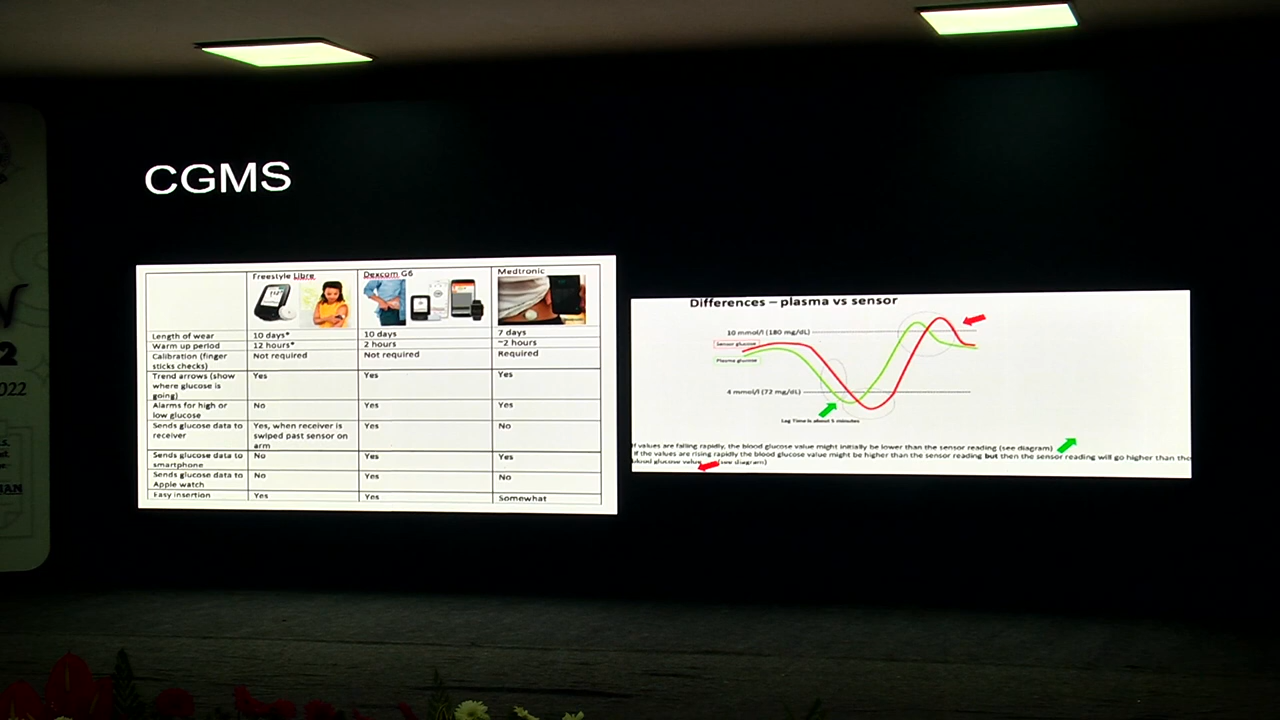 CGMS
Freestyle Libre
Dexcom G6
Medtronic
Length of wear
10 days*
10 days
7 days
Warm up period
12 hours*
2 hours
~2 hours
Calibration (finger
sticks checks)
Not required
Not required
Required
Trend arrows (show
where glucose is
going)
Yes
Yes
Yes
Alarms for high or
low glucose
No
Yes
Yes
Sends glucose data to
receiver
Yes, when receiver is
swiped past sensor on
arm
Yes
No
Sends glucose data to
smartphone
No
Yes
Yes
Sends glucose data to
Apple watch
No
Yes
No
Easy insertion
Yes
Yes
Somewhat
Differences – plasma vs sensor
10 mmol/l (180 mg/dL)
Sensor glucose
Plasma glucose
4 mmol/l (72 mg/dL)
Lag Time is about 5 minutes
If values are falling rapidly, the blood glucose value might initially be lower than the sensor reading (see diagram)
If the values are rising rapidly the blood glucose value might be higher than the sensor reading but then the sensor reading will go higher than the
blood glucose value (see diagram)
2
022